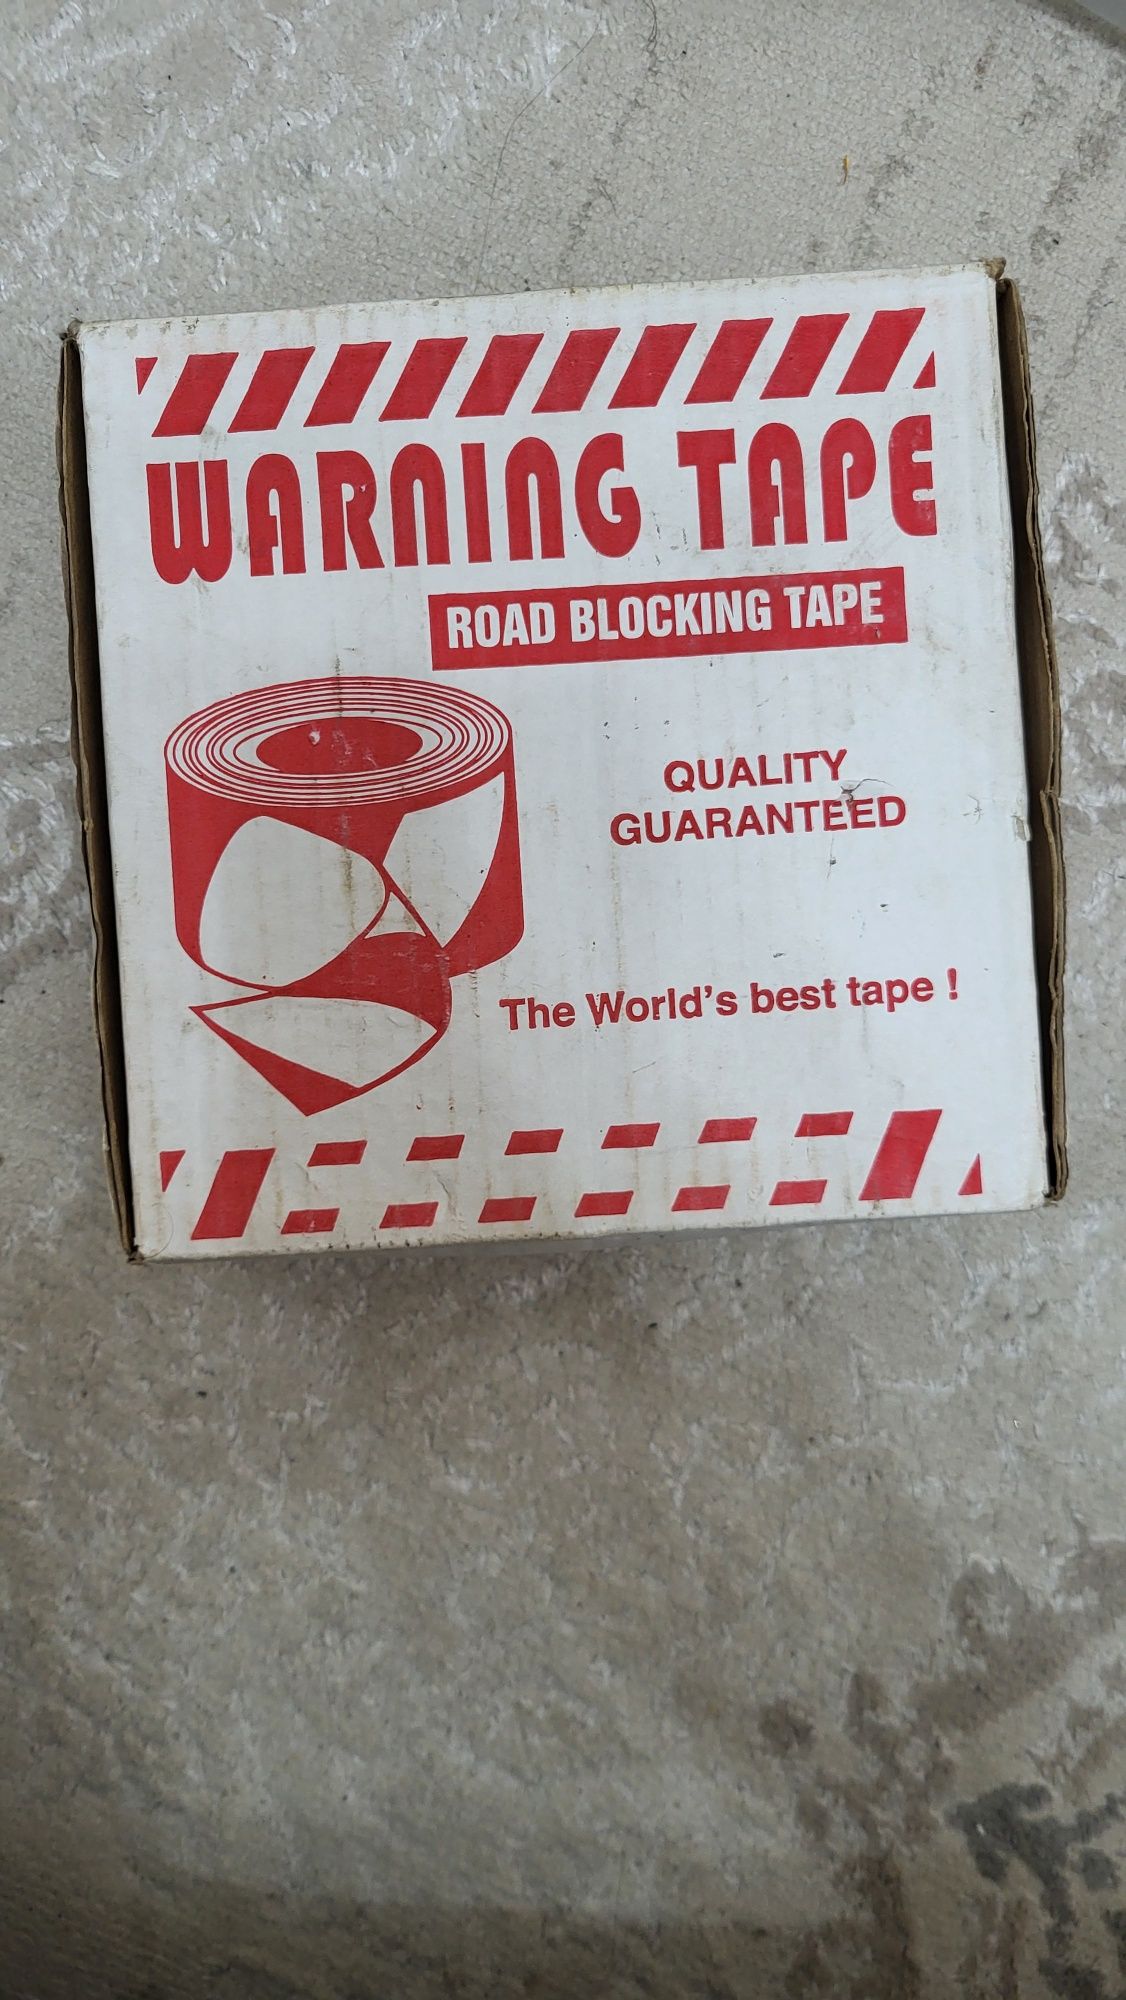 WARNING TAPE
ROAD BLOCKING TAPE
QUALITY
GUARANTEED
The World's best tape !